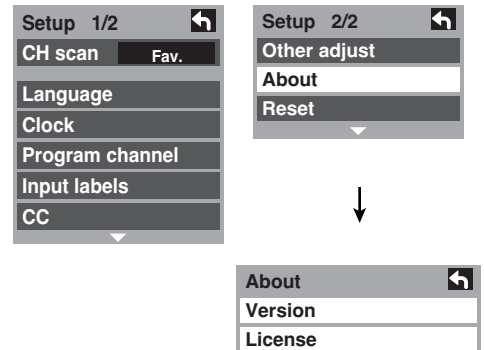 Setup 1/2
CH scan Fav.
Language
Clock
Program channel
Input labels
CC
Setup 2/2
Other adjust
About
Reset
About
Version
License